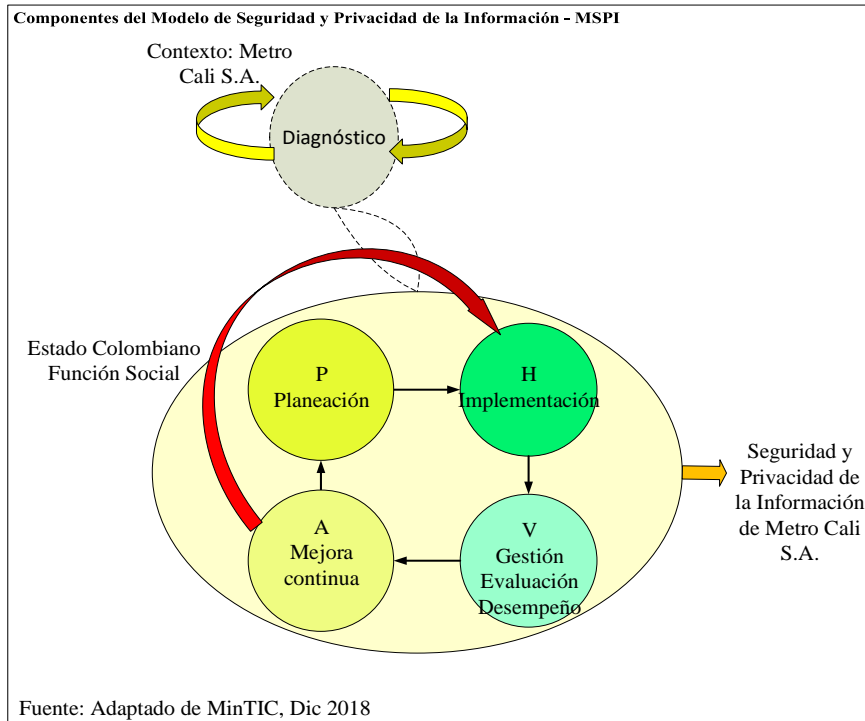 Componentes del Modelo de Seguridad y Privacidad de la Información - MSPI
Contexto: Metro
Cali S.A.
Diagnóstico
Estado Colombiano
Función Social
P
Planeación
H
Implementación
A
Mejora
continua
V
Gestión
Evaluación
Desempeño
Seguridad y
Privacidad de
la Información
de Metro Cali
S.A.
Fuente: Adaptado de MinTIC, Dic 2018